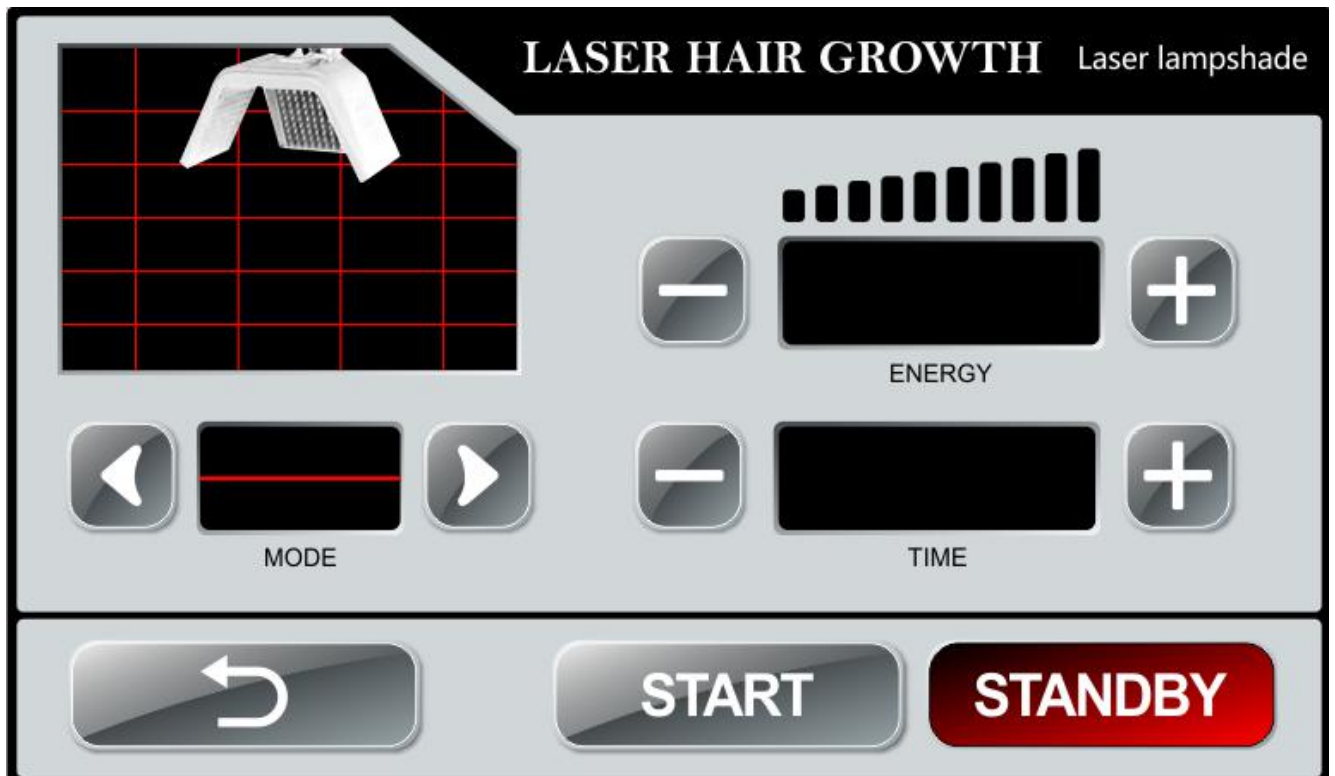 LASER HAIR GROWTH Laser lampshade
ENERGY
MODE
TIME
START
STANDBY